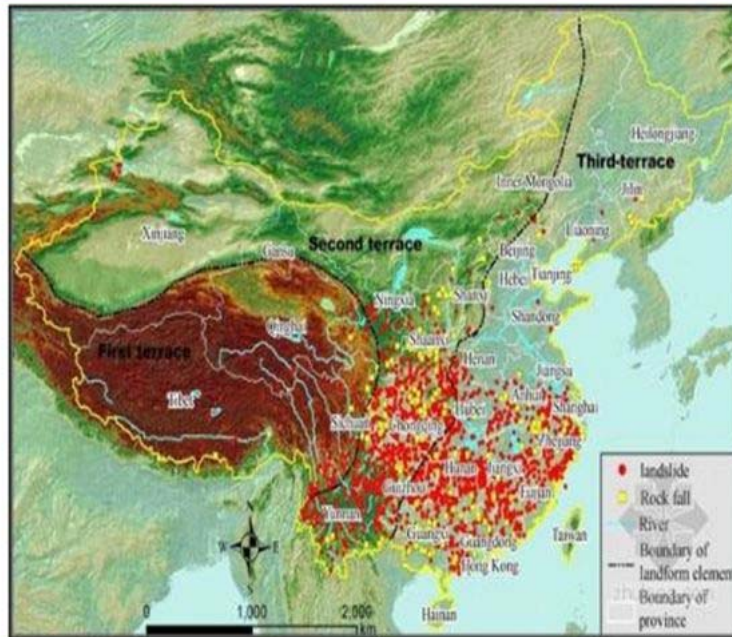 Heilongjiang
Third-terrace
Jilin
Inner Mongolia
Liaoning
Xinjiang
Second terrace
Gansu
Beijing
Hebei
Tianjing
Ningxia
Shanxi
Shandong
Qinghai
First terrace
Shaanxi
Henan
Jiangsu
Tibet
Anhui
Shanghai
Sichuan
Chongqing
Hubei
Zhejiang
Hunan
Jiangxi
Guizhou
Fujian
Yunnan
Guangxi
Guangdong
Taiwan
Hong Kong
Hainan
N
W
E
S
0
1,000
2,000
km
landslide
Rock fall
River
Boundary of
landform element
Boundary of
province